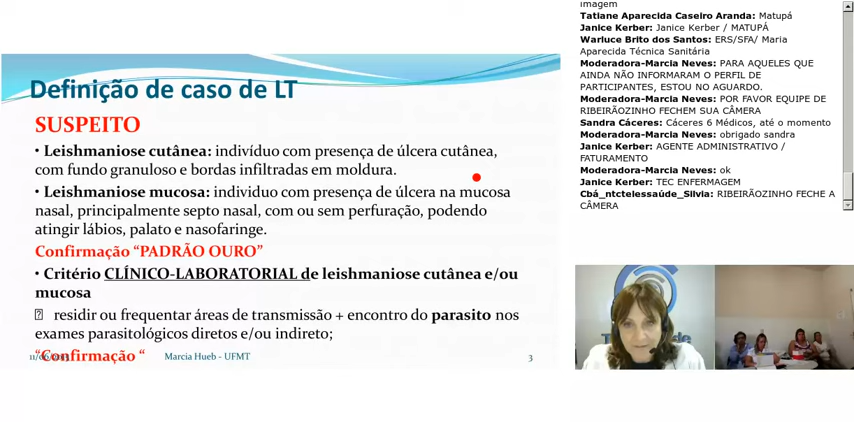 Definição de caso de LT
SUSPEITO
• Leishmaniose cutânea: indivíduo com presença de úlcera cutânea,
com fundo granuloso e bordas infiltradas em moldura.
• Leishmaniose mucosa: individuo com presença de úlcera na mucosa
nasal, principalmente septo nasal, com ou sem perfuração, podendo
atingir lábios, palato e nasofaringe.
Confirmação “PADRÃO OURO”
• Critério CLÍNICO-LABORATORIAL de leishmaniose cutânea e/ou
mucosa
residir ou frequentar áreas de transmissão + encontro do parasito nos
exames parasitológicos diretos e/ou indireto;
“Confirmação “
Marcia Hueb - UFMT
3
imagem
Tatiane Aparecida Caseiro Aranda: Matupá
Janice Kerber: Janice Kerber / MATUPÁ
Warluce Brito dos Santos: ERS/SFA/ Maria
Aparecida Técnica Sanitária
Moderadora-Marcia Neves: PARA AQUELES QUE
AINDA NÃO INFORMARAM O PERFIL DE
PARTICIPANTES, ESTOU NO AGUARDO.
Moderadora-Marcia Neves: POR FAVOR EQUIPE DE
RIBEIRÃOZINHO FECHEM SUA CÂMERA
Sandra Cáceres: Cáceres 6 Médicos, até o momento
Moderadora-Marcia Neves: obrigado sandra
Janice Kerber: AGENTE ADMINISTRATIVO /
FATURAMENTO
Moderadora-Marcia Neves: ok
Janice Kerber: TEC ENFERMAGEM
Cbá_ntctelessaúde_Silvia: RIBEIRÃOZINHO FECHE A
CÂMERA